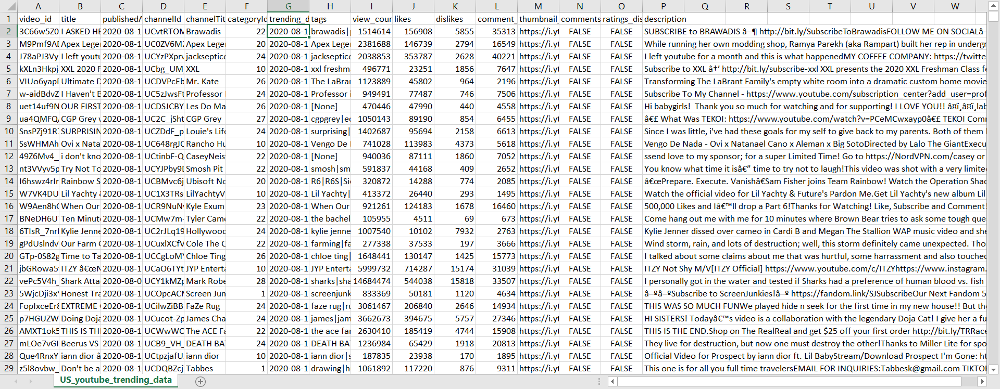 A B C D E F G H I J K L M N O P Q R S T U V W
1 video_id title publishedA channelId channelTit categoryId trending_d tags view_coun likes dislikes comment_ thumbnail_ comments ratings_dis description
2 3C66w5Z0 I ASKED HE 2020-08-1 UCvtRTOM Brawadis 22 2020-08-1 brawadis| 1514614 156908 5855 35313 https://i.yt FALSE FALSE SUBSCRIBE to BRAWADIS â–¶ http://bit.ly/SubscribeToBrawadisFOLLOW ME ON SOCIALâ–
3 M9Pmf9AE Apex Leger 2020-08-1 UC0ZV6M2 Apex Leger 20 2020-08-1 Apex Leger 2381688 146739 2794 16549 https://i.yt FALSE FALSE While running her own modding shop, Ramya Parekh (aka Rampart) built her rep in undergr
4 J78aPJ3Vy I left youtu 2020-08-1 UCYzPXprv jacksepticε 24 2020-08-1 jackseptice 2038853 353787 2628 40221 https://i.yt FALSE FALSE I left youtube for a month and this is what happenedMY COFFEE COMPANY: https://twitte
5 kXLn3Hkpj XXL 2020 F 2020-08-1 UCbg_UM_ XXL 10 2020-08-1 xxl freshm 496771 23251 1856 7647 https://i.yt FALSE FALSE Subscribe to XXL â†’ http://bit.ly/subscribe-xxl XXL presents the 2020 XXL Freshman Class fe
6 VIUo6yapl Ultimate D 2020-08-1 UCDVPcEb Mr. Kate 26 2020-08-1 The LaBrar 1123889 45802 964 2196 https://i.yt FALSE FALSE Transforming The LaBrant Family's empty white room into a dramatic custom home movie
7 w-aidBdvZ I Haven't B 2020-08-1 UC5zJwsFt Professor 24 2020-08-1 Professor i 949491 77487 746 7506 https://i.yt FALSE FALSE Subscribe To My Channel - https://www.youtube.com/subscription_center?add_user=prof
8 uet14uf9N OUR FIRST 2020-08-1 UCDSJCBY Les Do Ma 26 2020-08-1 [None] 470446 47990 440 4558 https://i.yt FALSE FALSE Hi babygirls! Thank you so much for watching and for supporting! I LOVE YOU!! â¤ï¸â¤ï¸lab
9 ua4QMFQ CGP Grey v 2020-08-1 UC2C_jSht CGP Grey 27 2020-08-1 cgpgrey|ec 1050143 89190 854 6455 https://i.yt FALSE FALSE â€£ What Was TEKOI: https://www.youtube.com/watch?v=PCeMCwxayp0â€£ TEKOI Comm
10 SnsPZj91R7 SURPRISIN 2020-08-1 UCZDdF_p Louie's Life 24 2020-08-1 surprising| 1402687 95694 2158 6613 https://i.yt FALSE FALSE Since I was little, i've had these goals for my self to give back to my parents. Both of them
11 SsWHMAh Ovi x Nata 2020-08-1 UC648rgJC Rancho Hu 10 2020-08-1 Vengo De 741028 113983 4373 5618 https://i.yt FALSE FALSE Vengo De Nada - Ovi x Natanael Cano x Aleman x Big SotoDirected by Lalo The GiantExecu
12 49Z6Mv4_ i don't kno 2020-08-1 UCtinbF-Q CaseyNeist 22 2020-08-1 [None] 940036 87111 1860 7052 https://i.yt FALSE FALSE ssend love to my sponsor; for a super Limited Time! Go to https://NordVPN.com/casey or
13 nt3VVyv5p Try Not To 2020-08-1 UCYJPby9I Smosh Pit 22 2020-08-1 smosh|sm 591837 44168 409 2652 https://i.yt FALSE FALSE You know what time it isâ€” time to try not to laugh!This video was shot with a very limite
14 I6hswz4rIr Rainbow S 2020-08-1 UCBMvc6j Ubisoft No 20 2020-08-1 R6|R6S|Si 320872 14288 774 2085 https://i.yt FALSE FALSE â€œPrepare. Execute. Vanishâ€Sam Fisher joins Team Rainbow! Watch the Operation Shad
15 W7VK4DU Lil Yachty 2020-08-1 UC1X3TRs LilYachtyV 10 2020-08-1 Lil Yachty| 413372 26440 293 1495 https://i.yt FALSE FALSE Watch the official video for Lil Yachty & Future's Pardon Me.Get Lil Yachty's new album Lil
16 W9Aen8h When Our 2020-08-1 UCR9NuN Kyle Exum 23 2020-08-1 When Our 921261 124183 1678 16460 https://i.yt FALSE FALSE 500,000 Likes and Iâ€™ll drop a Part 6!Thanks for Watching! Like, Subscribe and Comment!
17 BNeDH6U Ten Minut 2020-08-1 UCMw7m- Tyler Came 22 2020-08-1 the bachel 105955 4511 69 673 https://i.yt FALSE FALSE Come hang out me with me for 10 minutes where Brown Bear tries to ask some tough que
18 6TIsR_7nrI Kylie Jenne 2020-08-1 UC2rJLq19 Hollywood 24 2020-08-1 kylie jenne 1007540 10102 7932 2763 https://i.yt FALSE FALSE Kylie Jenner dissed over cameo in Cardi B and Megan The Stallion WAP music video and she
19 gPdUslndv Our Farm 2020-08-1 UCuxlXCfv Cole The C 22 2020-08-1 farming|fa 277338 37533 197 3666 https://i.yt FALSE FALSE Wind storm, rain, and lots of destruction; well, this storm definitely came unexpected. Tho
20 GTp-0S82g Time to Ta 2020-08-1 UCCgLoMY Chloe Ting 26 2020-08-1 chloe ting| 1648441 130147 1425 15773 https://i.yt FALSE FALSE I talked about some claims about me that was hurtful, some harrassment and also touched
21 jbGRowa5 ITZY â€œN 2020-08-1 UCaO6TYt JYP Enterta 10 2020-08-1 JYP Enterta 5999732 714287 15174 31039 https://i.yt FALSE FALSE ITZY Not Shy M/V[ITZY Official] https://www.youtube.com/c/ITZYhttps://www.instagram.
22 vePc5V4h_ Shark Atta 2020-08-0 UCY1kMZp Mark Robe 28 2020-08-1 sharks|sha 14684474 544038 15818 33507 https://i.yt FALSE FALSE I personally got in the water and tested if Sharks had a preference of human blood vs. fish
23 5WjcDji3xY Honest Tra 2020-08-1 UCOpcACN Screen Jun 1 2020-08-1 screenjunk 833369 50181 1120 4634 https://i.yt FALSE FALSE â–ºâ–ºSubscribe to ScreenJunkies!â–º https://fandom.link/SJSubscribeOur Next Fandom 5
24 FopIxceEr8 EXTREME 2020-08-1 UCilwZiBB FaZe Rug 24 2020-08-1 faze rug|ru 3061467 206840 2646 14934 https://i.yt FALSE FALSE THIS WAS SO MUCH FUNWe played hide n seek for the first time in my new house!! But the
25 p7HGUZW Doing Doja 2020-08-1 UCucot-Zp James Cha 24 2020-08-1 james|jam 3662673 394675 5757 27346 https://i.yt FALSE FALSE HI SISTERS! Todayâ€™s video is a collaboration with the legendary Doja Cat! I give her a fu
26 AMXT1ok5 THIS IS THE 2020-08-1 UCWwWO The ACE Fa 22 2020-08-1 the ace far 2630410 185419 4744 15908 https://i.yt FALSE FALSE THIS IS THE END.Shop on The RealReal and get $25 off your first order http://bit.ly/TRRace
27 mLOe7vGI Beerus VS 2020-08-1 UCB9_VH_ DEATH BAT 24 2020-08-1 DEATH BAT 1236984 65429 1918 20813 https://i.yt FALSE FALSE They live for destruction, but now one must destroy the other!Thanks to Miller Lite for spo
28 Que4RnxY iann dior â 2020-08-1 UCtpzjafU iann dior 10 2020-08-1 iann dior|s 187835 23938 170 1895 https://i.yt FALSE FALSE Official Video for Prospect by iann dior ft. Lil BabyStream/Download Prospect I'm Gone: ht
29 z5l8ovbw_ Don't be a 2020-08-1 UCDQBZcj Tabbes 1 2020-08-1 drawing|h 1061892 117220 876 9311 https://i.yt FALSE FALSE This one is for all you full time travelersEMAIL FOR INQUIRIES:Tabbesk@gmail.com TIKTO
US_youtube_trending_data